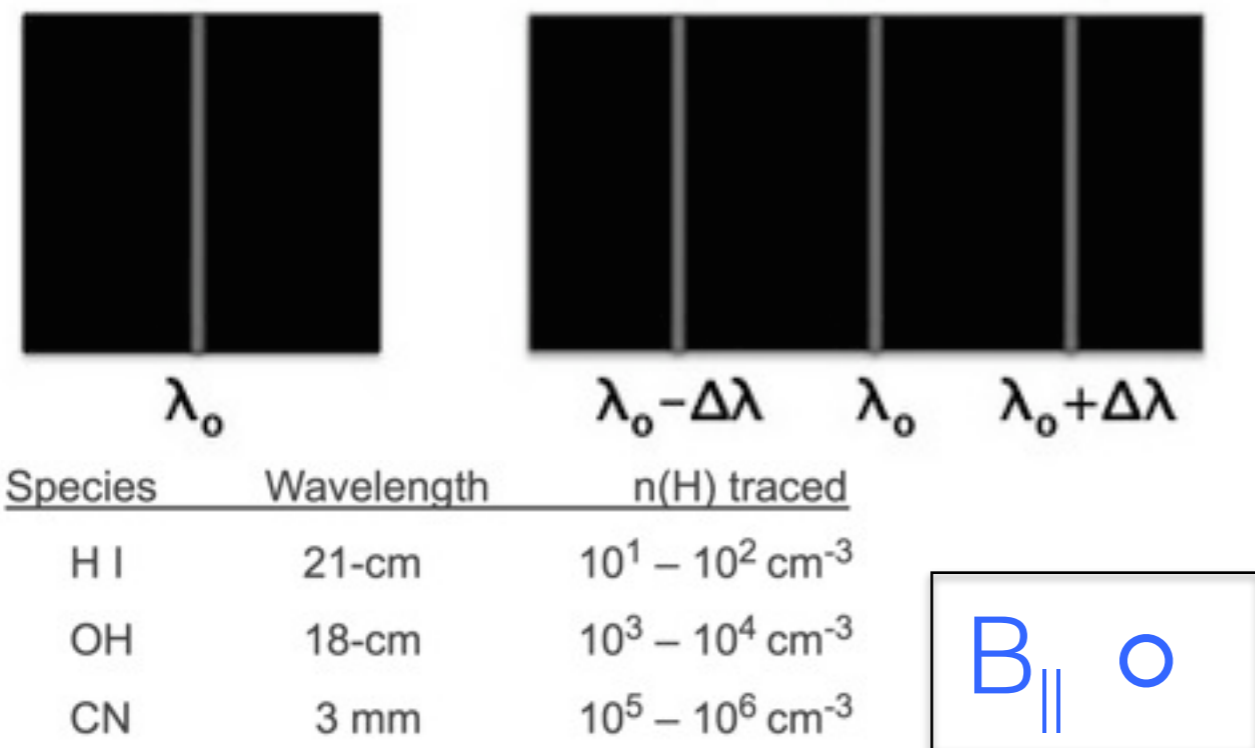 λₒ λₒ−Δλ λₒ λₒ+Δλ
Species Wavelength n(H) traced
H I 21-cm 10¹ – 10² cm⁻³
OH 18-cm 10³ – 10⁴ cm⁻³
CN 3 mm 10⁵ – 10⁶ cm⁻³
B||